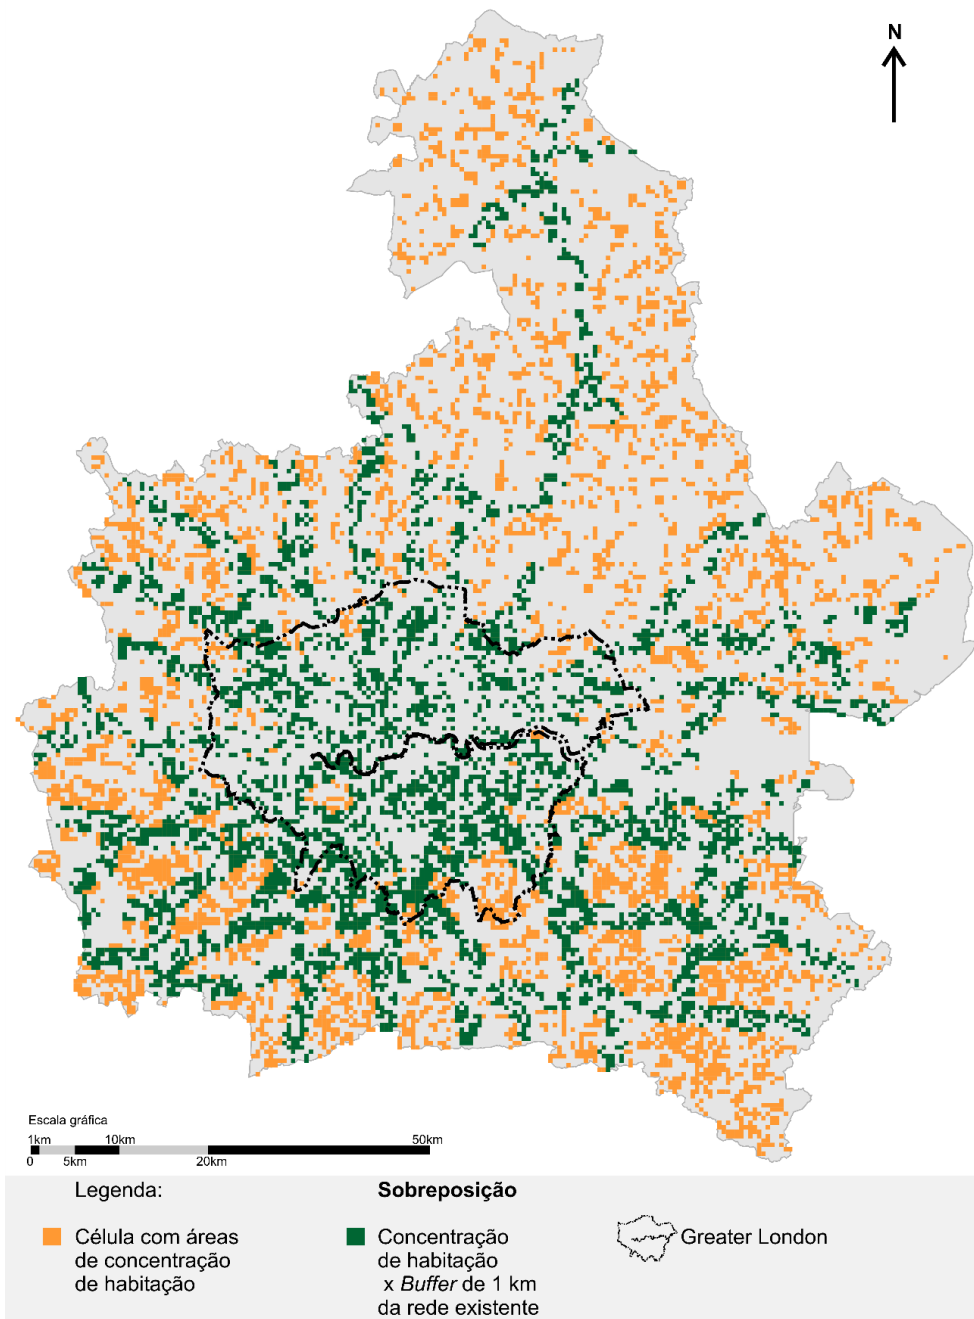 N
Escala gráfica
1km 10km 50km
0 5km 20km
Legenda:
Célula com áreas
de concentração
de habitação
Sobreposição
Concentração
de habitação
x Buffer de 1 km
da rede existente
Greater London